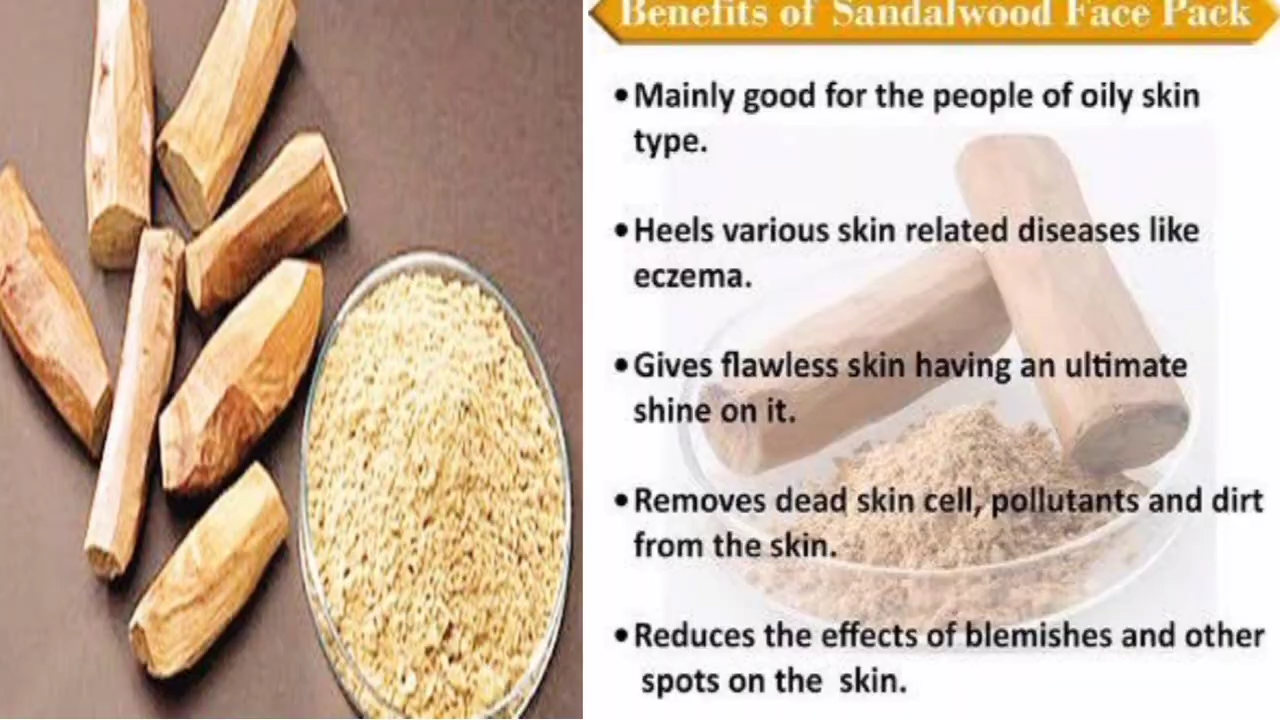 Benefits of Sandalwood Face Pack
•Mainly good for the people of oily skin
type.
•Heels various skin related diseases like
eczema.
•Gives flawless skin having an ultimate
shine on it.
•Removes dead skin cell, pollutants and dirt
from the skin.
•Reduces the effects of blemishes and other
spots on the skin.